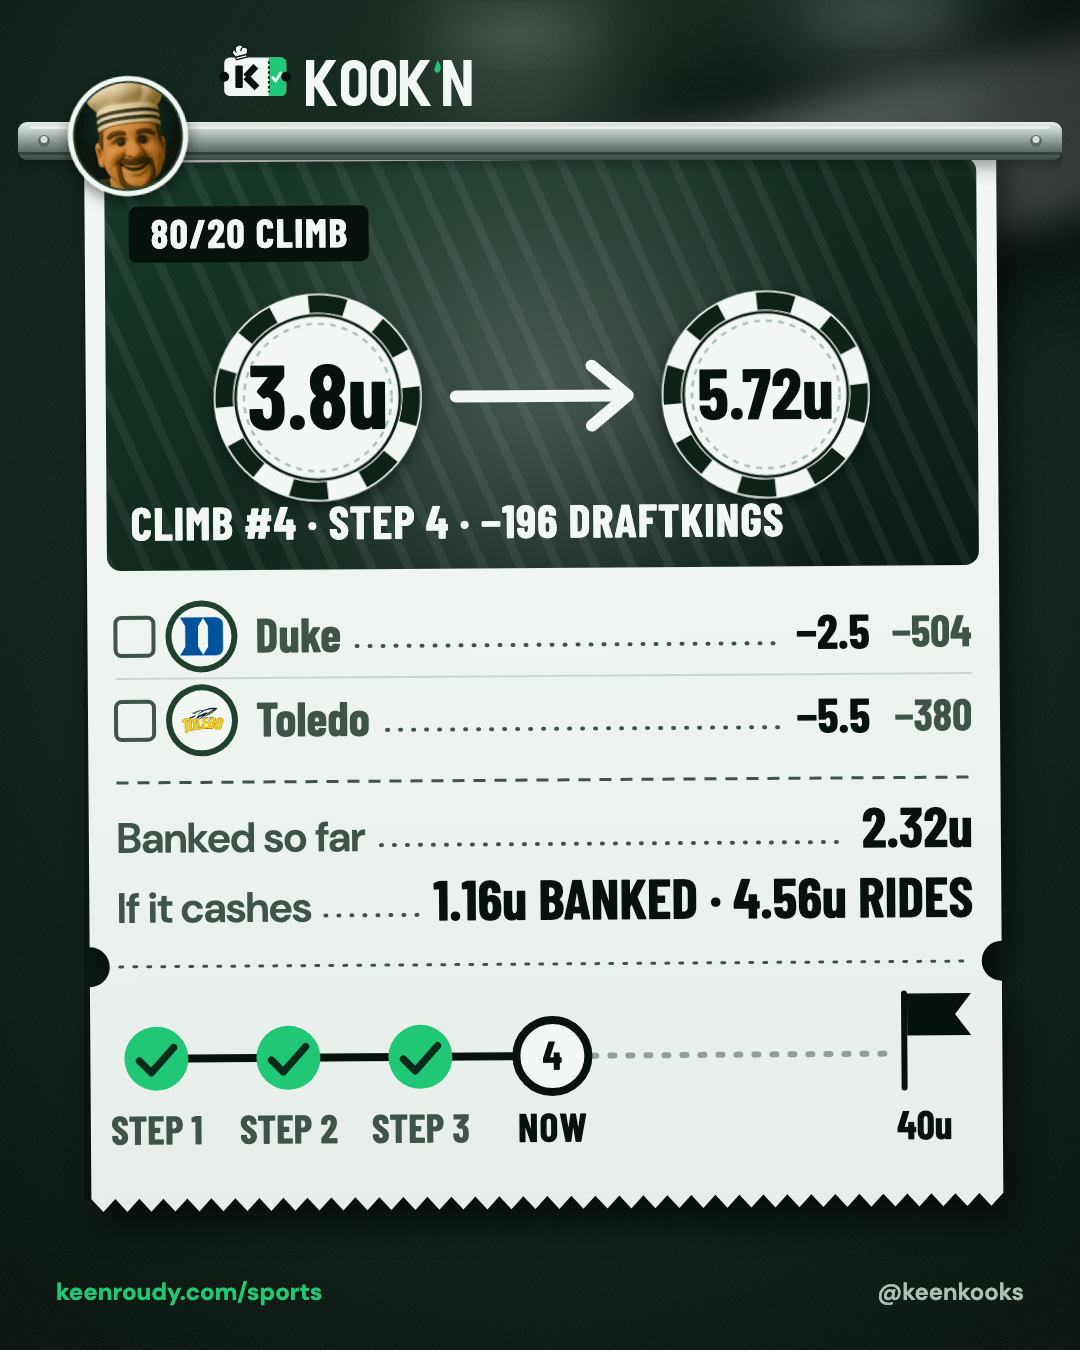 K KOOK'N
80/20 CLIMB
3.8u 5.72u
CLIMB #4 · STEP 4 · −196 DRAFTKINGS
D Duke −2.5 −504
TOLEDO Toledo −5.5 −380
Banked so far 2.32u
If it cashes 1.16u BANKED · 4.56u RIDES
4
STEP 1 STEP 2 STEP 3 NOW 40u
keenroudy.com/sports @keenkooks